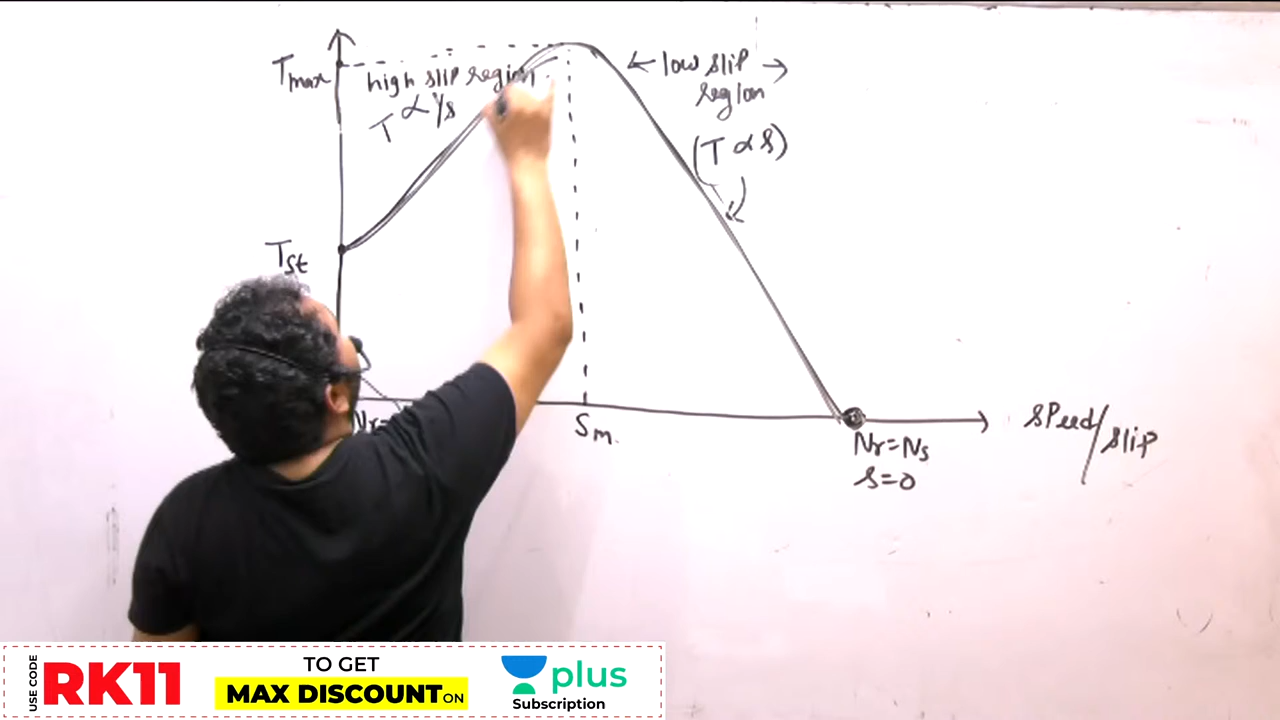 Tmax
high slip region
T α 1/s
← low slip →
region
(T α s)
Tst
Nr=
Sm.
speed/slip
Nr=Ns
s=0
USE CODE
RK11
TO GET
MAX DISCOUNT ON
plus
Subscription